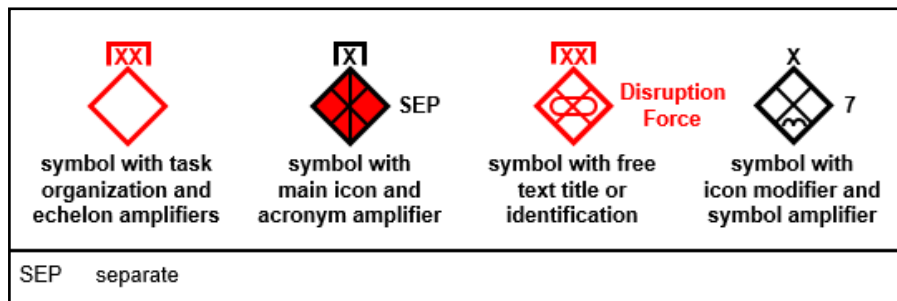 XX
X
SEP
XX
Disruption
Force
X
7
symbol with task
organization and
echelon amplifiers
symbol with
main icon and
acronym amplifier
symbol with free
text title or
identification
symbol with
icon modifier and
symbol amplifier
SEP separate